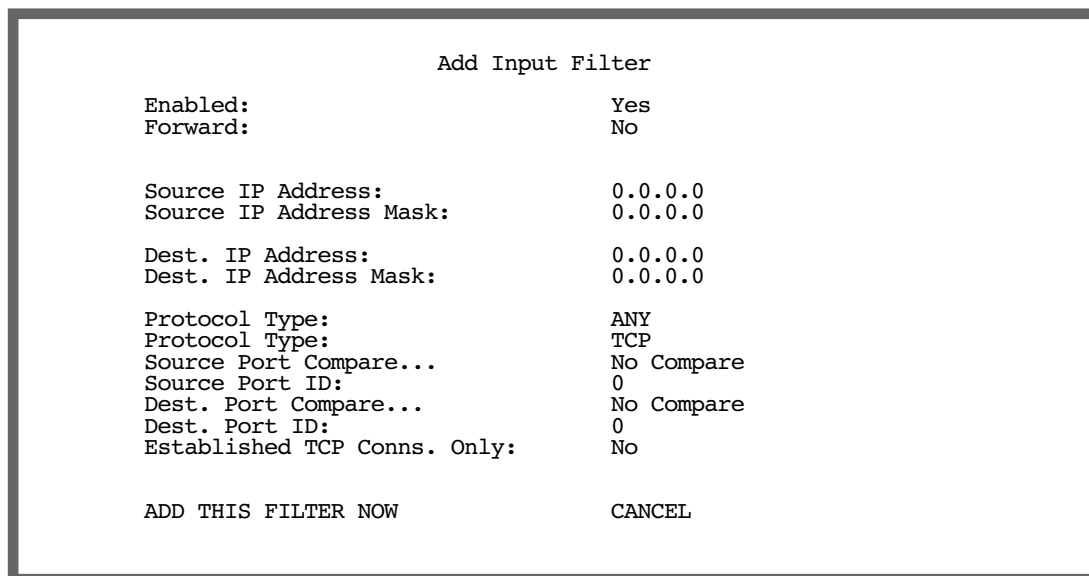 Add Input Filter
Enabled: Yes
Forward: No
Source IP Address: 0.0.0.0
Source IP Address Mask: 0.0.0.0
Dest. IP Address: 0.0.0.0
Dest. IP Address Mask: 0.0.0.0
Protocol Type: ANY
Protocol Type: TCP
Source Port Compare... No Compare
Source Port ID: 0
Dest. Port Compare... No Compare
Dest. Port ID: 0
Established TCP Conns. Only: No
ADD THIS FILTER NOW CANCEL